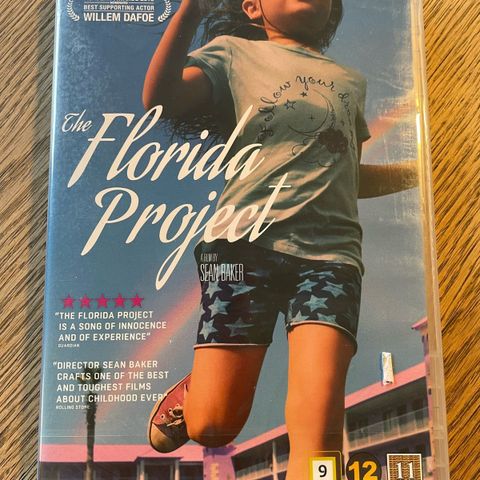 BEST SUPPORTING ACTOR
WILLEM DAFOE
The
Florida
Project
A FILM BY
SEAN BAKER
Follow your dreams
"THE FLORIDA PROJECT
IS A SONG OF INNOCENCE
AND OF EXPERIENCE"
GUARDIAN
"DIRECTOR SEAN BAKER
CRAFTS ONE OF THE BEST
AND TOUGHEST FILMS
ABOUT CHILDHOOD EVER"
ROLLING STONE
9
12
11